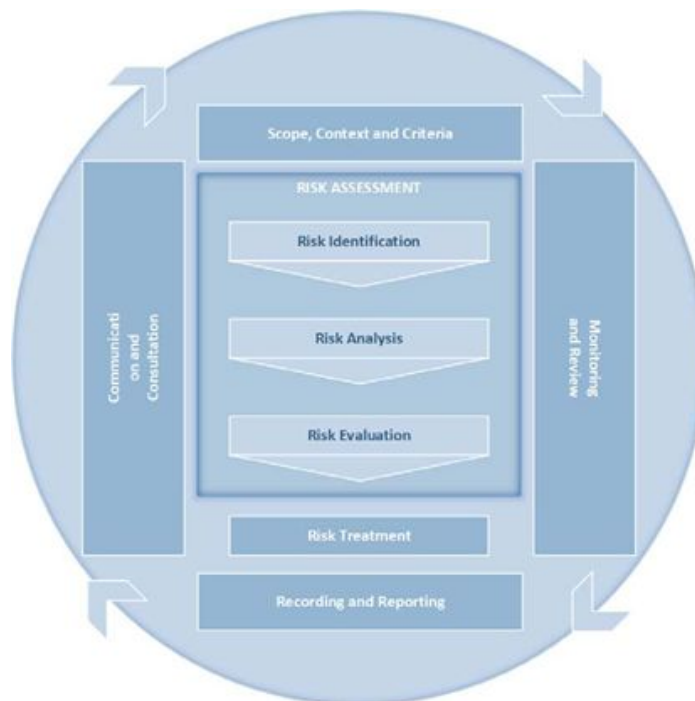 Scope, Context and Criteria
RISK ASSESSMENT
Risk Identification
Risk Analysis
Risk Evaluation
Communicati
on and
Consultation
Monitoring
and Review
Risk Treatment
Recording and Reporting